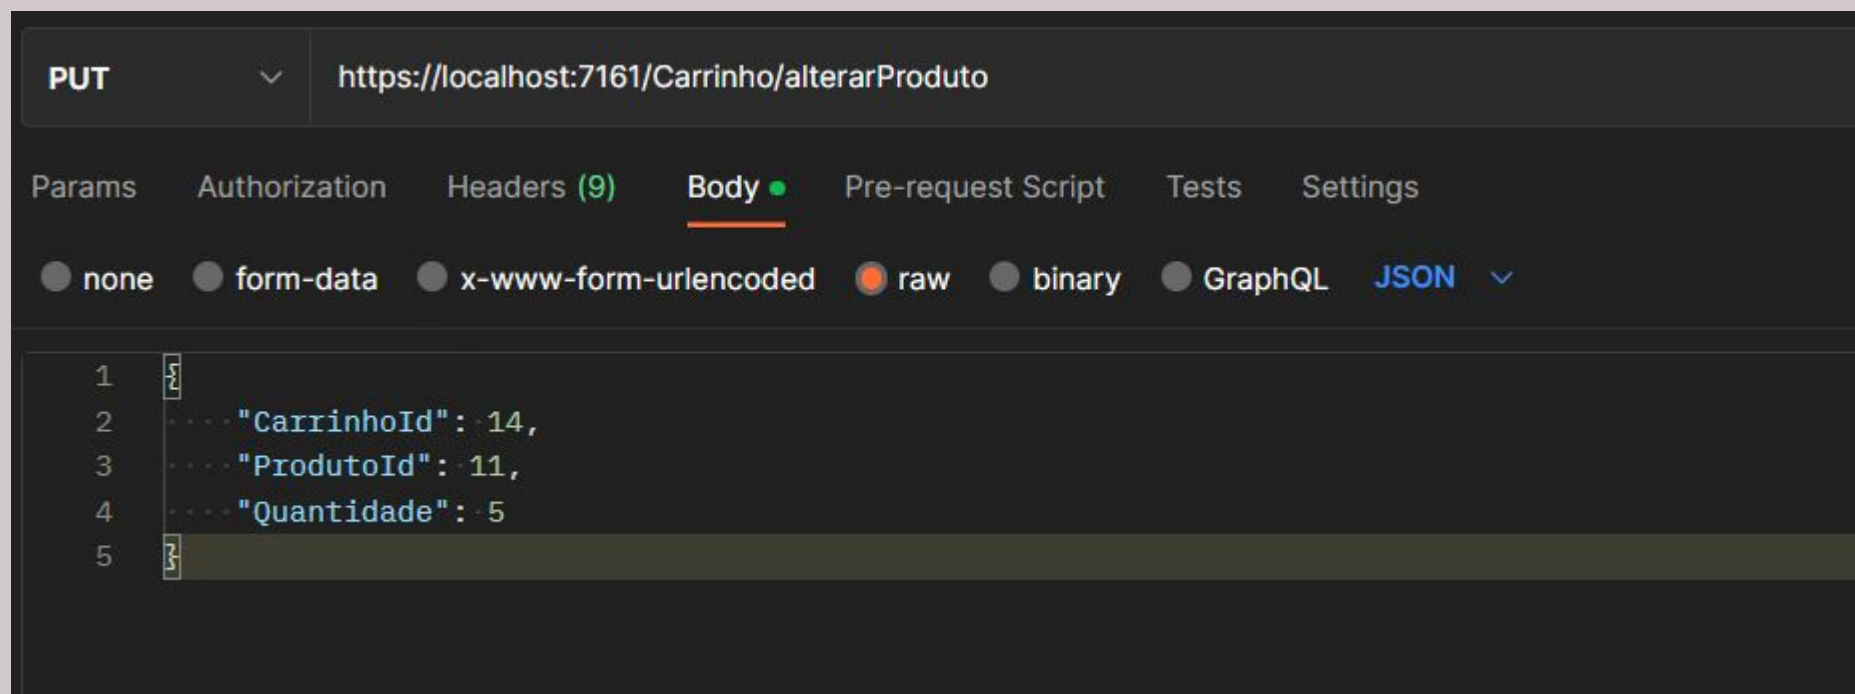 PUT https://localhost:7161/Carrinho/alterarProduto
Params Authorization Headers (9) Body Pre-request Script Tests Settings
none form-data x-www-form-urlencoded raw binary GraphQL JSON
1 {
2 "CarrinhoId": 14,
3 "ProdutoId": 11,
4 "Quantidade": 5
5 }